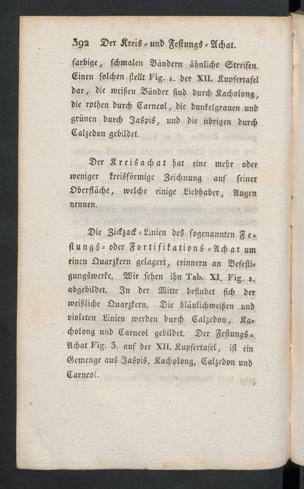 392 Der Kreis- und Festungs-Achat.
farbige, schmalen Bändern ähnliche Streifen.
Einen solchen stellt Fig. 1. der XII. Kupfertafel
dar, die weißen Bänder sind durch Kacholong,
die rothen durch Carneol, die dunkelgrauen und
grünen durch Jaspis, und die übrigen durch
Calzedon gebildet.
Der Kreisachat hat eine mehr oder
weniger kreisförmige Zeichnung auf seiner
Oberfläche, welche einige Liebhaber, Augen
nennen.
Die Zickzack-Linien des sogenannten Fe-
stungs- oder Fortifikations-Achat um
einen Quarzkern gelagert, erinnern an Befesti-
gungswerke. Wir sehen ihn Tab. XI. Fig. 1.
abgebildet. In der Mitte befindet sich der
weißliche Quarzkern. Die bläulichweißen und
violeten Linien werden durch Calzedon, Ka-
cholong und Carneol gebildet. Der Festungs-
Achat Fig. 3. auf der XII. Kupfertafel, ist ein
Gemenge aus Jaspis, Kacholong, Calzedon und
Carneol.